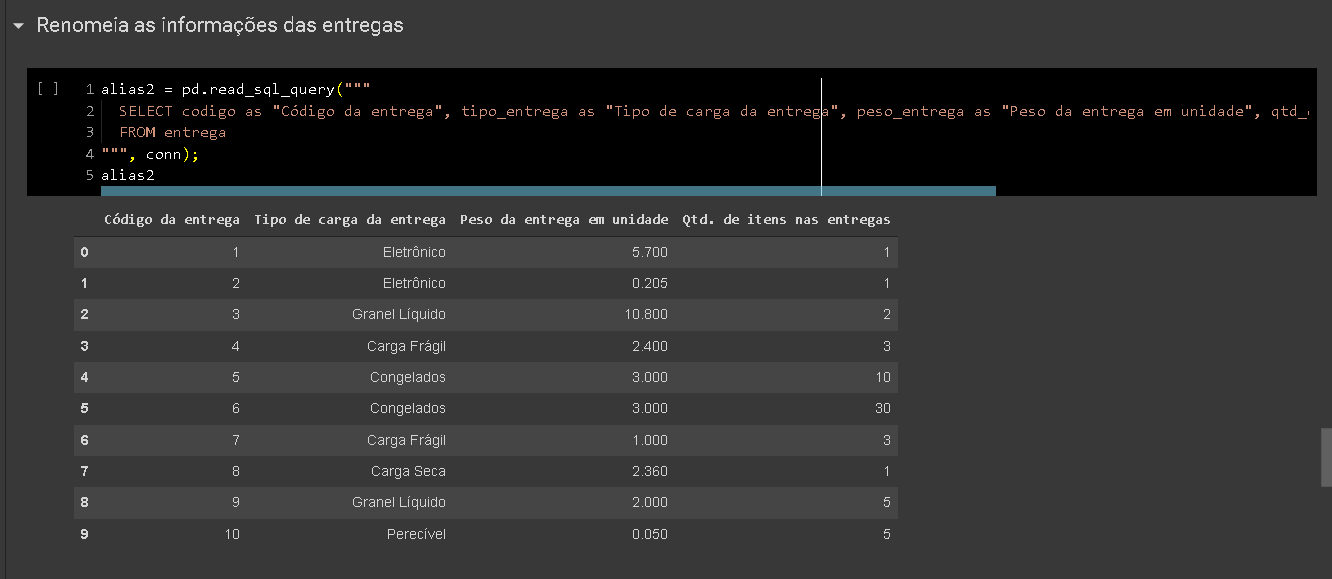 Renomeia as informações das entregas
[ ] 1 alias2 = pd.read_sql_query("""
2 SELECT codigo as "Código da entrega", tipo_entrega as "Tipo de carga da entrega", peso_entrega as "Peso da entrega em unidade", qtd_
3 FROM entrega
4 """, conn);
5 alias2
Código da entrega Tipo de carga da entrega Peso da entrega em unidade Qtd. de itens nas entregas
0 1 Eletrônico 5.700 1
1 2 Eletrônico 0.205 1
2 3 Granel Líquido 10.800 2
3 4 Carga Frágil 2.400 3
4 5 Congelados 3.000 10
5 6 Congelados 3.000 30
6 7 Carga Frágil 1.000 3
7 8 Carga Seca 2.360 1
8 9 Granel Líquido 2.000 5
9 10 Perecível 0.050 5